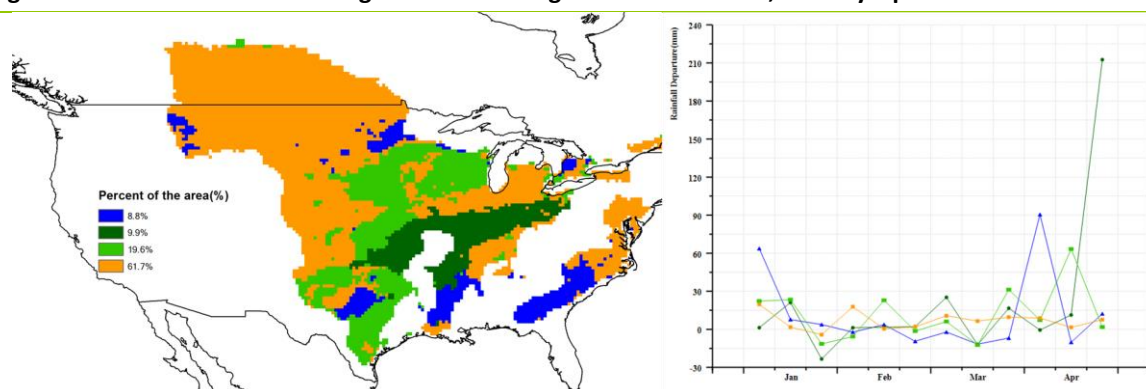 Percent of the area(%)
8.8%
9.9%
19.6%
61.7%
Rainfall Departure(mm)
240
210
180
150
120
90
60
30
0
-30
Jan
Feb
Mar
Apr